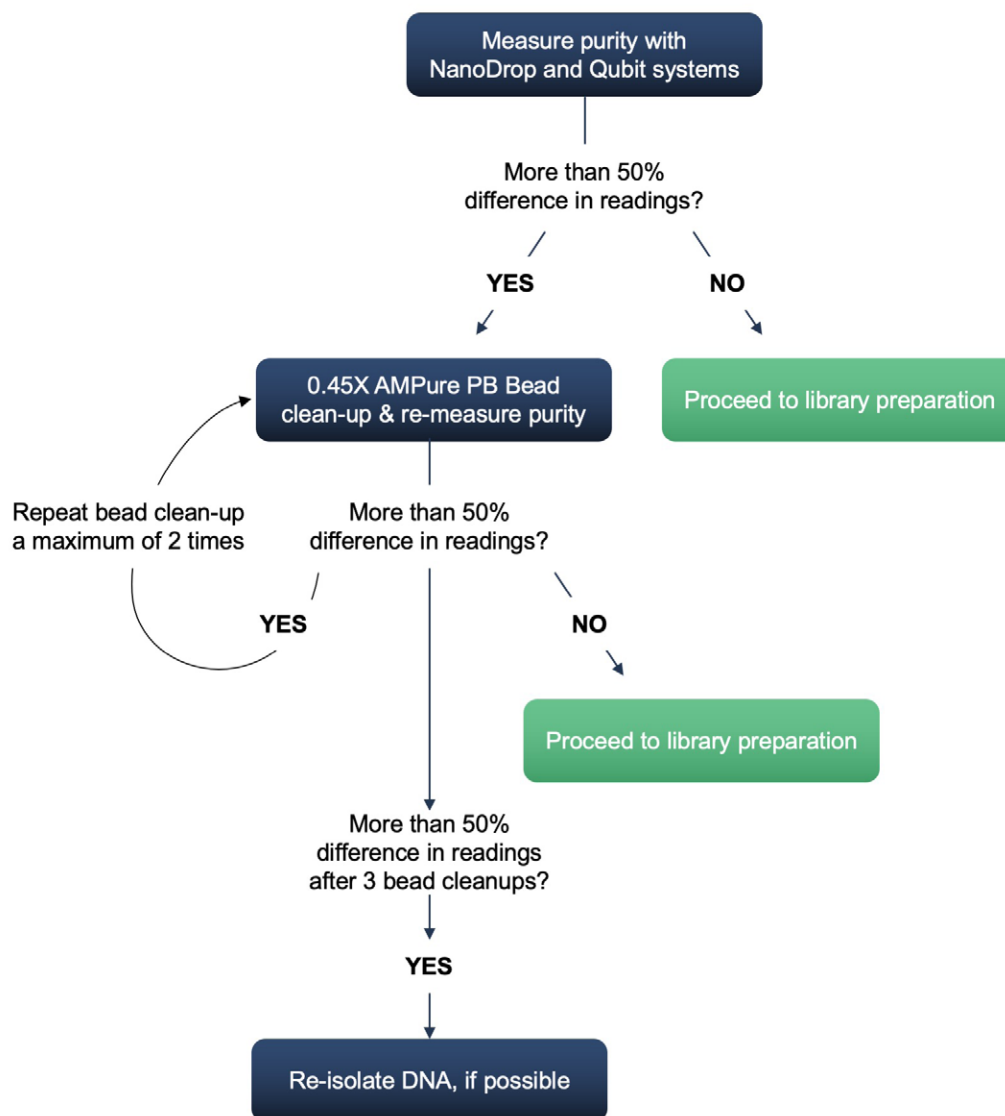 Measure purity with
NanoDrop and Qubit systems
More than 50%
difference in readings?
YES
NO
0.45X AMPure PB Bead
clean-up & re-measure purity
Proceed to library preparation
Repeat bead clean-up
a maximum of 2 times
More than 50%
difference in readings?
YES
NO
Proceed to library preparation
More than 50%
difference in readings
after 3 bead cleanups?
YES
Re-isolate DNA, if possible